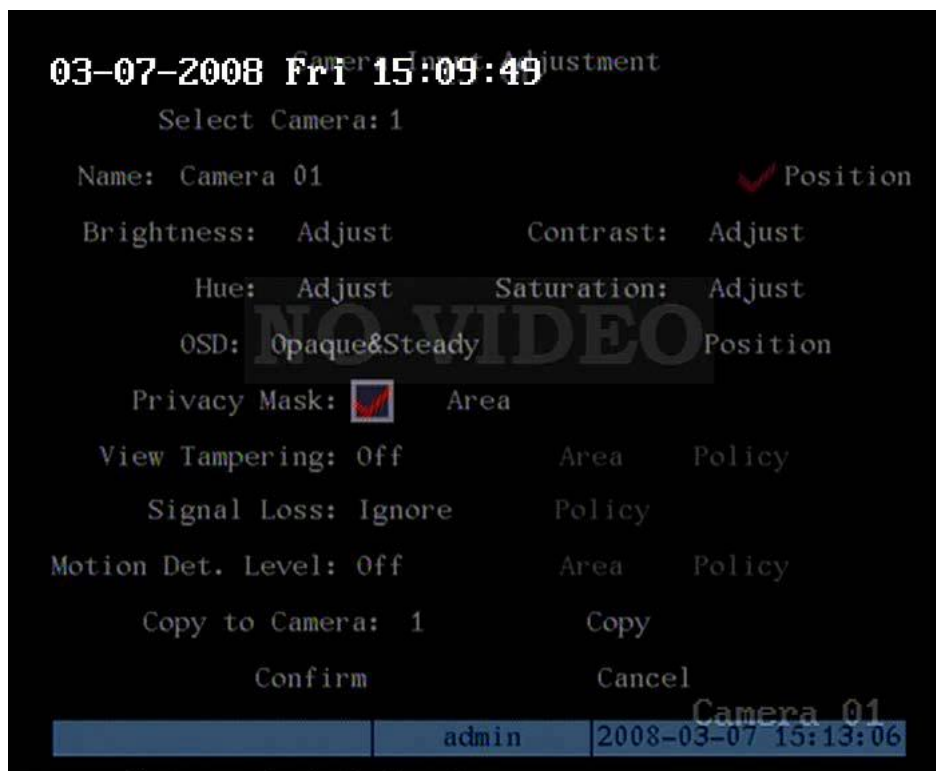 Camera Input Adjustment
03-07-2008 Fri 15:09:49
Select Camera: 1
Name: Camera 01 Position
Brightness: Adjust Contrast: Adjust
Hue: Adjust Saturation: Adjust
NO VIDEO
OSD: Opaque&Steady Position
Privacy Mask: Area
View Tampering: Off Area Policy
Signal Loss: Ignore Policy
Motion Det. Level: Off Area Policy
Copy to Camera: 1 Copy
Confirm Cancel
Camera 01
admin 2008-03-07 15:13:06